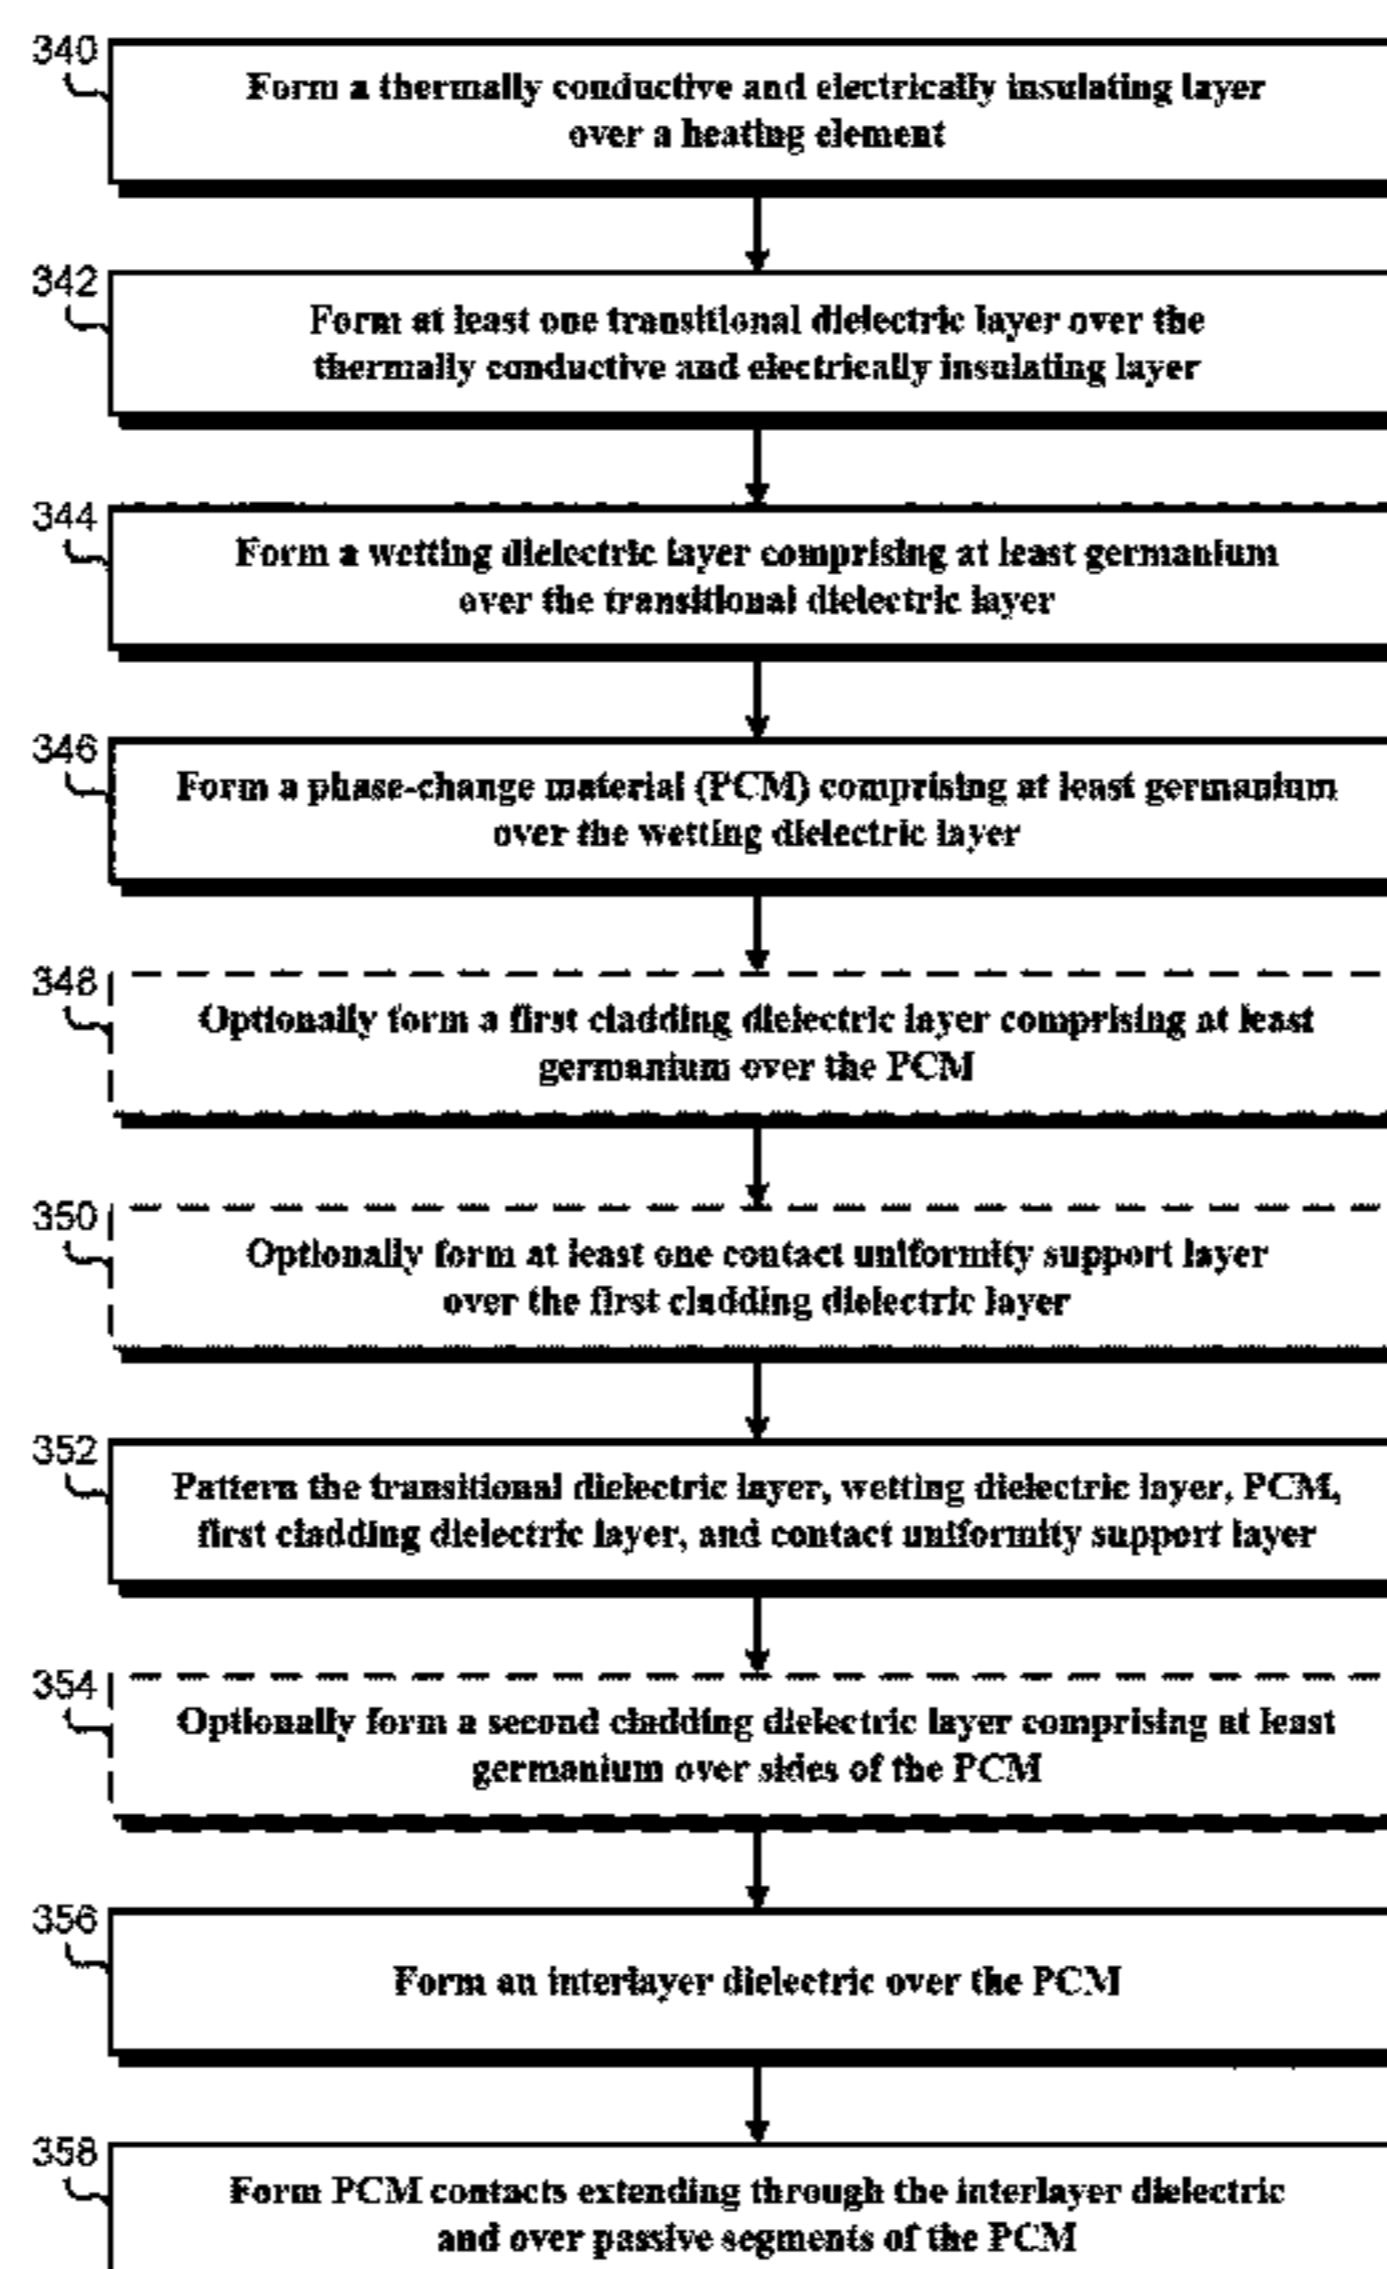 340
Form a thermally conductive and electrically insulating layer
over a heating element
342
Form at least one transitional dielectric layer over the
thermally conductive and electrically insulating layer
344
Form a wetting dielectric layer comprising at least germanium
over the transitional dielectric layer
346
Form a phase-change material (PCM) comprising at least germanium
over the wetting dielectric layer
348
Optionally form a first cladding dielectric layer comprising at least
germanium over the PCM
350
Optionally form at least one contact uniformity support layer
over the first cladding dielectric layer
352
Pattern the transitional dielectric layer, wetting dielectric layer, PCM,
first cladding dielectric layer, and contact uniformity support layer
354
Optionally form a second cladding dielectric layer comprising at least
germanium over sides of the PCM
356
Form an interlayer dielectric over the PCM
358
Form PCM contacts extending through the interlayer dielectric
and over passive segments of the PCM